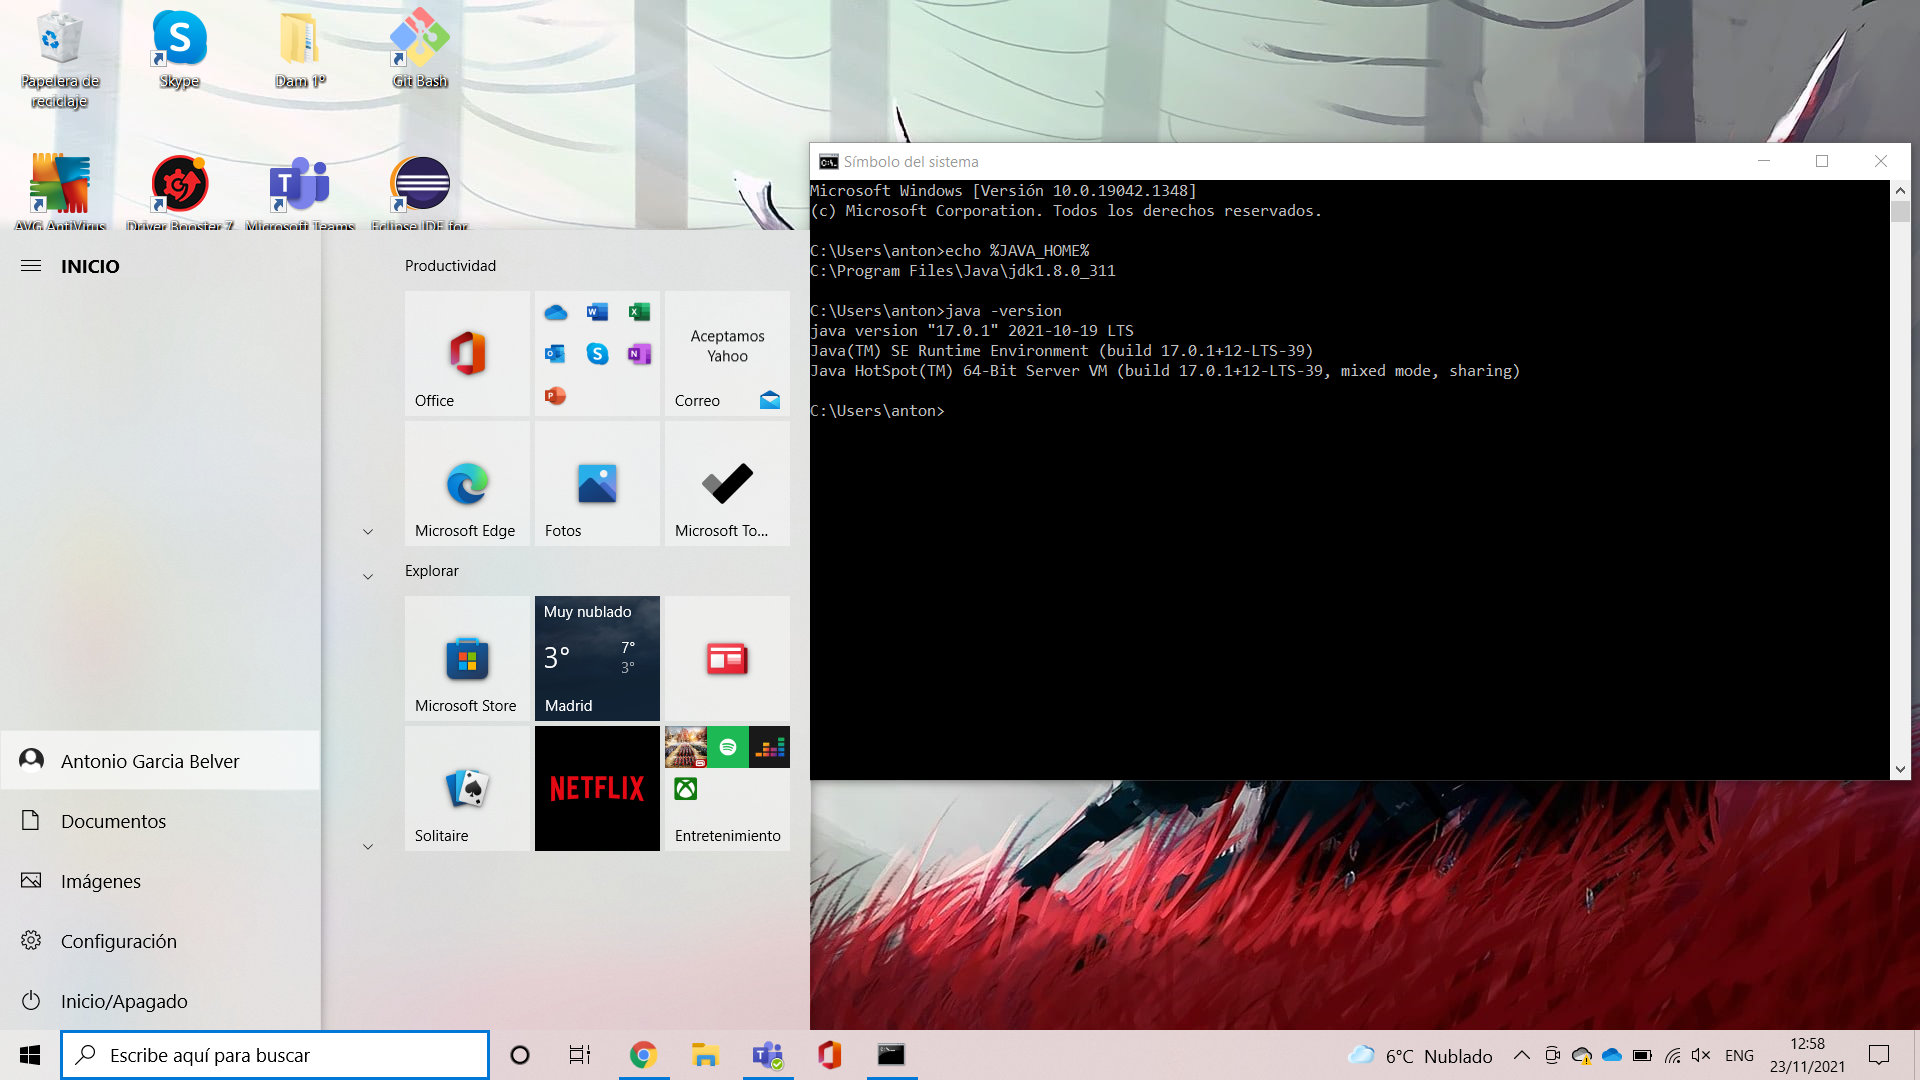 Papelera de
reciclaje
Skype
Dam 1º
Git Bash
AVG AntiVirus
Driver Booster 7
Microsoft Teams
Eclipse IDE for
INICIO
Antonio Garcia Belver
Documentos
Imágenes
Configuración
Inicio/Apagado
Productividad
Office
Aceptamos
Yahoo
Correo
Microsoft Edge
Fotos
Microsoft To...
Explorar
Microsoft Store
Muy nublado
3°
7°
3°
Madrid
Solitaire
NETFLIX
Entretenimiento
Símbolo del sistema
Microsoft Windows [Versión 10.0.19042.1348]
(c) Microsoft Corporation. Todos los derechos reservados.
C:\Users\anton>echo %JAVA_HOME%
C:\Program Files\Java\jdk1.8.0_311
C:\Users\anton>java -version
java version "17.0.1" 2021-10-19 LTS
Java(TM) SE Runtime Environment (build 17.0.1+12-LTS-39)
Java HotSpot(TM) 64-Bit Server VM (build 17.0.1+12-LTS-39, mixed mode, sharing)
C:\Users\anton>
Escribe aquí para buscar
6°C Nublado
ENG
12:58
23/11/2021